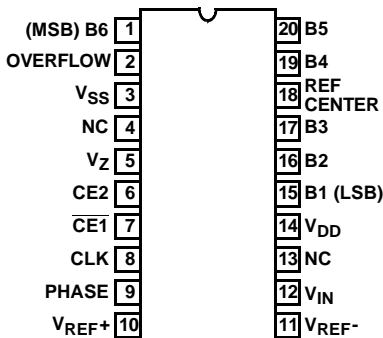 (MSB) B6 1
OVERFLOW 2
VSS 3
NC 4
VZ 5
CE2 6
CE1 7
CLK 8
PHASE 9
VREF+ 10
20 B5
19 B4
18 REF
CENTER
17 B3
16 B2
15 B1 (LSB)
14 VDD
13 NC
12 VIN
11 VREF-